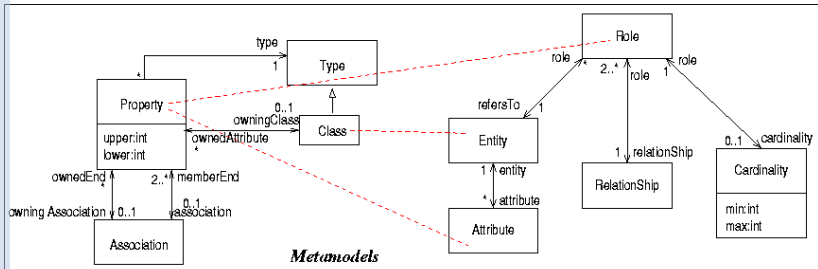 type
1
Type
*
Property
upper:int
lower:int
0..1
owningClass
ownedAttribute
*
Class
ownedEnd
*
2..*
memberEnd
owning Association
0..1
0..1
association
Association
Role
role
*
2..*
role
1
role
refersTo
1
Entity
1
entity
*
attribute
Attribute
1
relationShip
RelationShip
cardinality
0..1
Cardinality
min:int
max:int
Metamodels